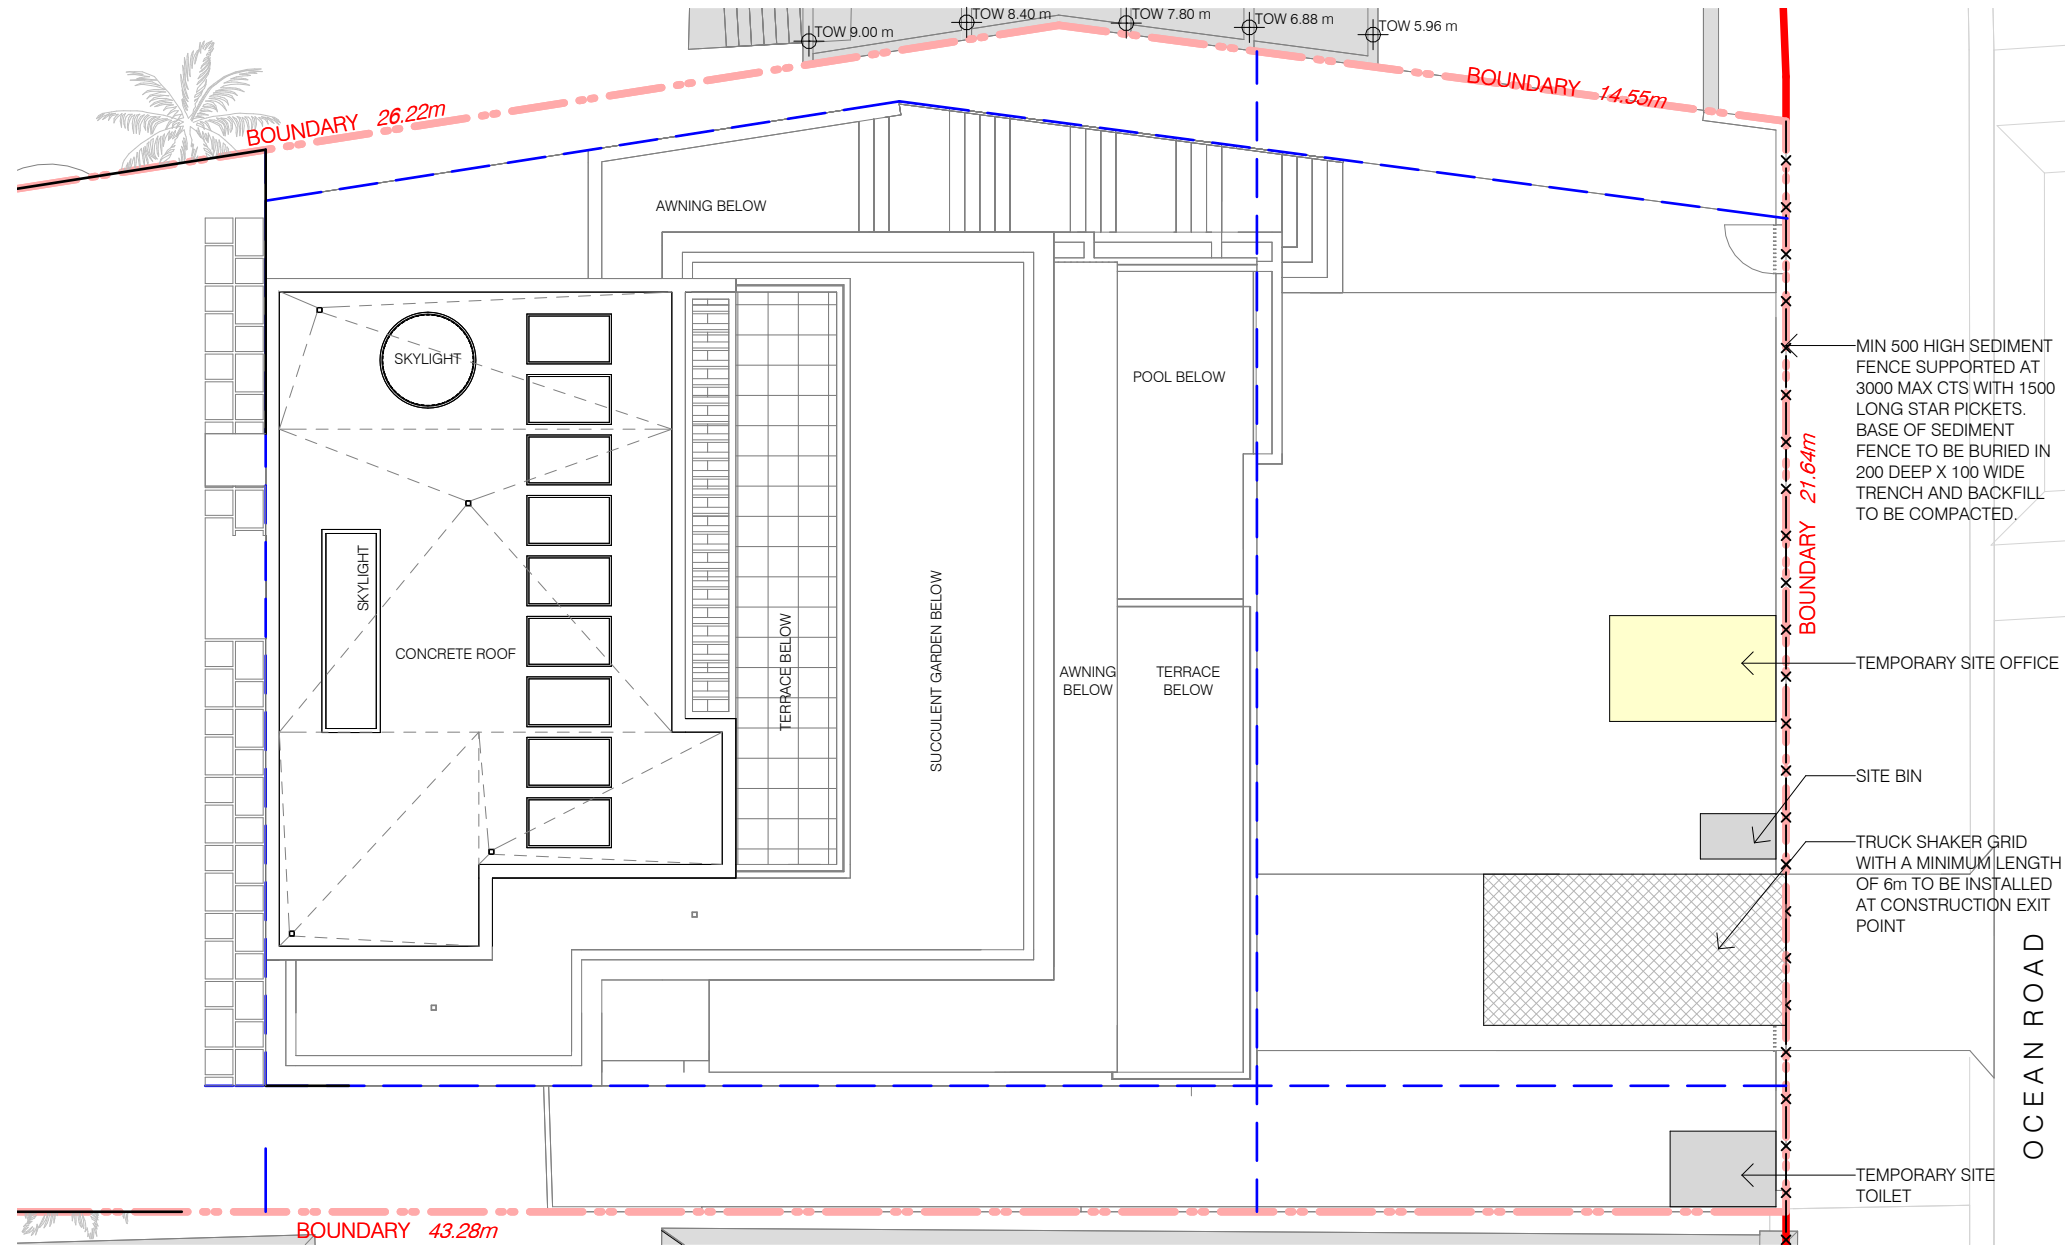 TOW 9.00 m
TOW 8.40 m
TOW 7.80 m
TOW 6.88 m
TOW 5.96 m
BOUNDARY 26.22m
BOUNDARY 14.55m
AWNING BELOW
SKYLIGHT
POOL BELOW
MIN 500 HIGH SEDIMENT
FENCE SUPPORTED AT
3000 MAX CTS WITH 1500
LONG STAR PICKETS.
BASE OF SEDIMENT
FENCE TO BE BURIED IN
200 DEEP X 100 WIDE
TRENCH AND BACKFILL
TO BE COMPACTED.
BOUNDARY 21.64m
SKYLIGHT
CONCRETE ROOF
TERRACE BELOW
SUCCULENT GARDEN BELOW
AWNING
BELOW
TERRACE
BELOW
TEMPORARY SITE OFFICE
SITE BIN
TRUCK SHAKER GRID
WITH A MINIMUM LENGTH
OF 6m TO BE INSTALLED
AT CONSTRUCTION EXIT
POINT
OCEAN ROAD
TEMPORARY SITE
TOILET
BOUNDARY 43.28m